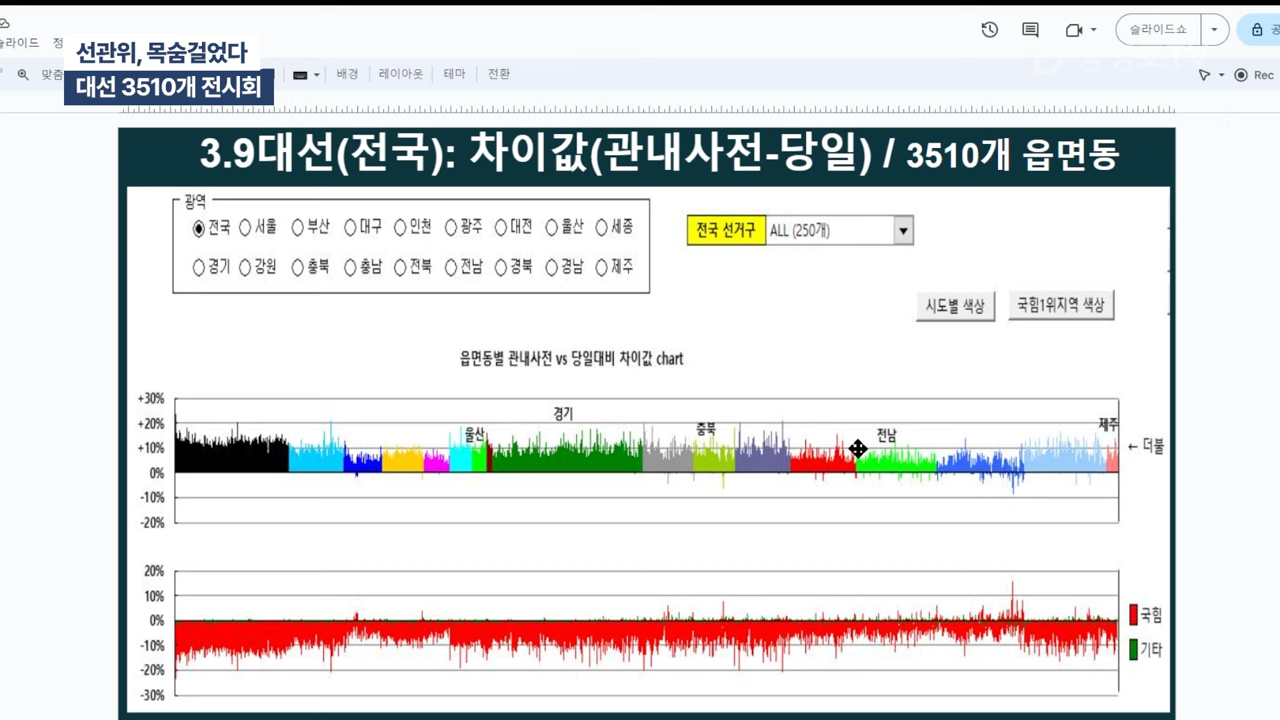 선관위, 목숨걸었다
대선 3510개 전시회
슬라이드
맞춤
배경 레이아웃 테마 전환
슬라이드쇼
Rec
3.9대선(전국): 차이값(관내사전-당일) / 3510개 읍면동
광역
전국 서울 부산 대구 인천 광주 대전 울산 세종
경기 강원 충북 충남 전북 전남 경북 경남 제주
전국 선거구 ALL (250개)
시도별 색상 국힘1위지역 색상
읍면동별 관내사전 vs 당일대비 차이값 chart
+30%
+20%
+10%
0%
-10%
-20%
울산 경기 충북 전남 제주
← 더불
20%
10%
0%
-10%
-20%
-30%
국힘
기타